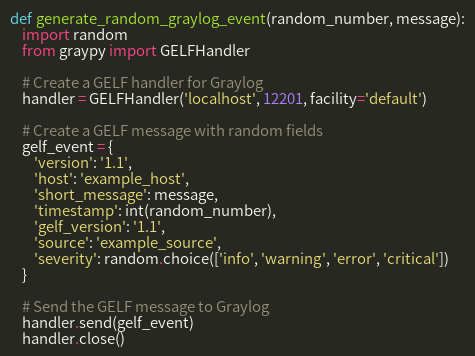 def generate_random_graylog_event(random_number, message):
import random
from graypy import GELFHandler
# Create a GELF handler for Graylog
handler = GELFHandler('localhost', 12201, facility='default')
# Create a GELF message with random fields
gelf_event = {
'version': '1.1',
'host': 'example_host',
'short_message': message,
'timestamp': int(random_number),
'gelf_version': '1.1',
'source': 'example_source',
'severity': random.choice(['info', 'warning', 'error', 'critical'])
}
# Send the GELF message to Graylog
handler.send(gelf_event)
handler.close()